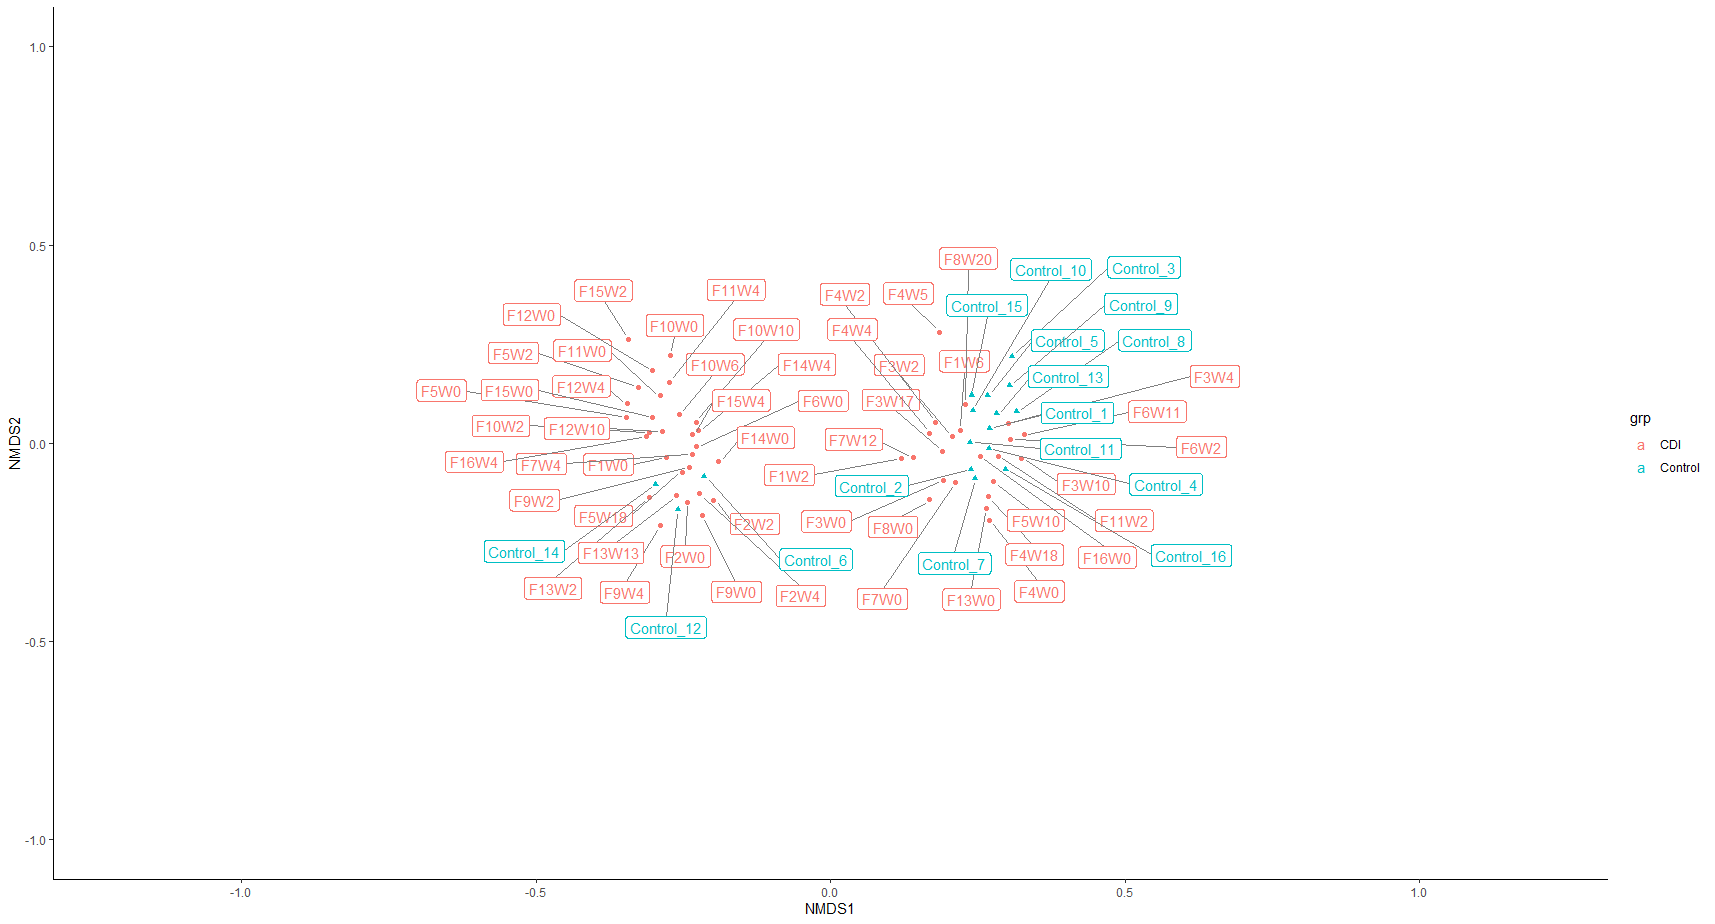 1.0
0.5
0.0
-0.5
-1.0
NMDS2
F8W20
Control_10
Control_3
F15W2
F11W4
F4W2
F4W5
Control_15
Control_9
F12W0
F10W0
F10W10
F4W4
Control_5
Control_8
F5W2
F11W0
F10W6
F14W4
F3W2
F1W6
Control_13
F3W4
F5W0
F15W0
F12W4
F15W4
F6W0
F3W17
Control_1
F6W11
F10W2
F12W10
F14W0
F7W12
Control_11
F6W2
F16W4
F7W4
F1W0
F1W2
Control_2
F3W10
Control_4
F9W2
F5W18
F2W2
F3W0
F8W0
F5W10
F11W2
Control_14
F13W13
F2W0
Control_6
Control_7
F4W18
F16W0
Control_16
F13W2
F9W4
F9W0
F2W4
F7W0
F13W0
F4W0
Control_12
-1.0
-0.5
0.0
0.5
1.0
NMDS1
grp
a CDI
a Control